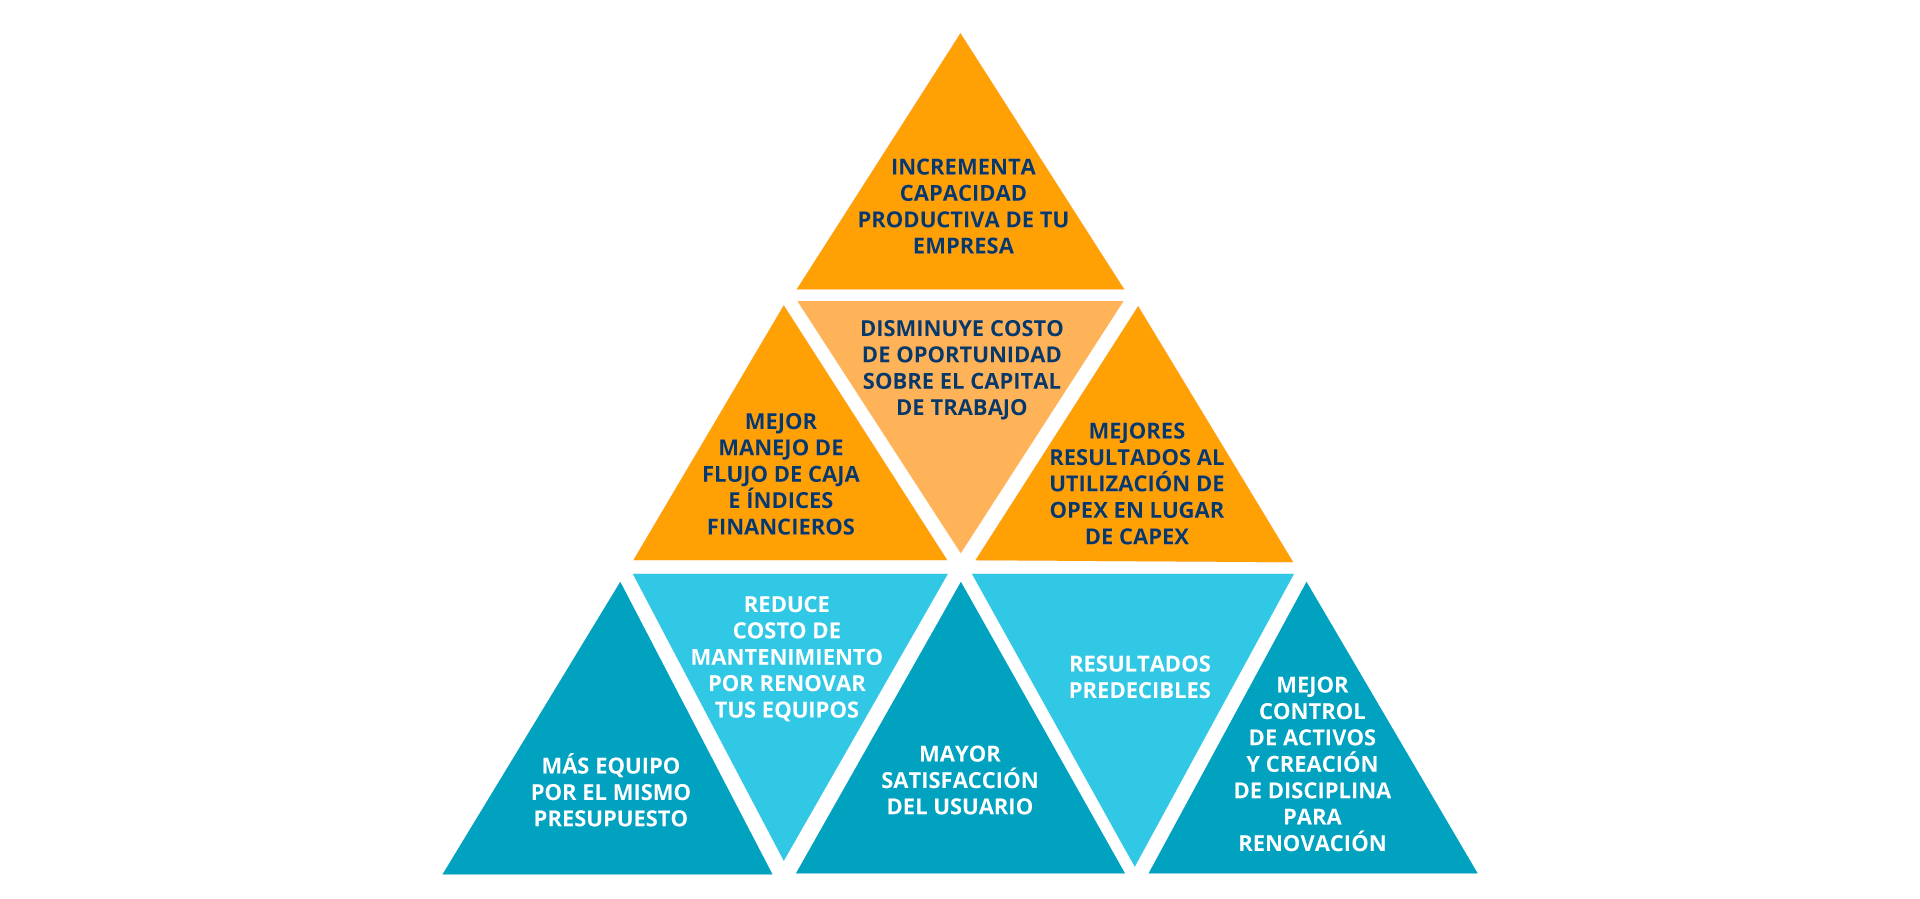 INCREMENTA
CAPACIDAD
PRODUCTIVA DE TU
EMPRESA
MEJOR
MANEJO DE
FLUJO DE CAJA
E ÍNDICES
FINANCIEROS
DISMINUYE COSTO
DE OPORTUNIDAD
SOBRE EL CAPITAL
DE TRABAJO
MEJORES
RESULTADOS AL
UTILIZACIÓN DE
OPEX EN LUGAR
DE CAPEX
MÁS EQUIPO
POR EL MISMO
PRESUPUESTO
REDUCE
COSTO DE
MANTENIMIENTO
POR RENOVAR
TUS EQUIPOS
MAYOR
SATISFACCIÓN
DEL USUARIO
RESULTADOS
PREDECIBLES
MEJOR
CONTROL
DE ACTIVOS
Y CREACIÓN
DE DISCIPLINA
PARA
RENOVACIÓN